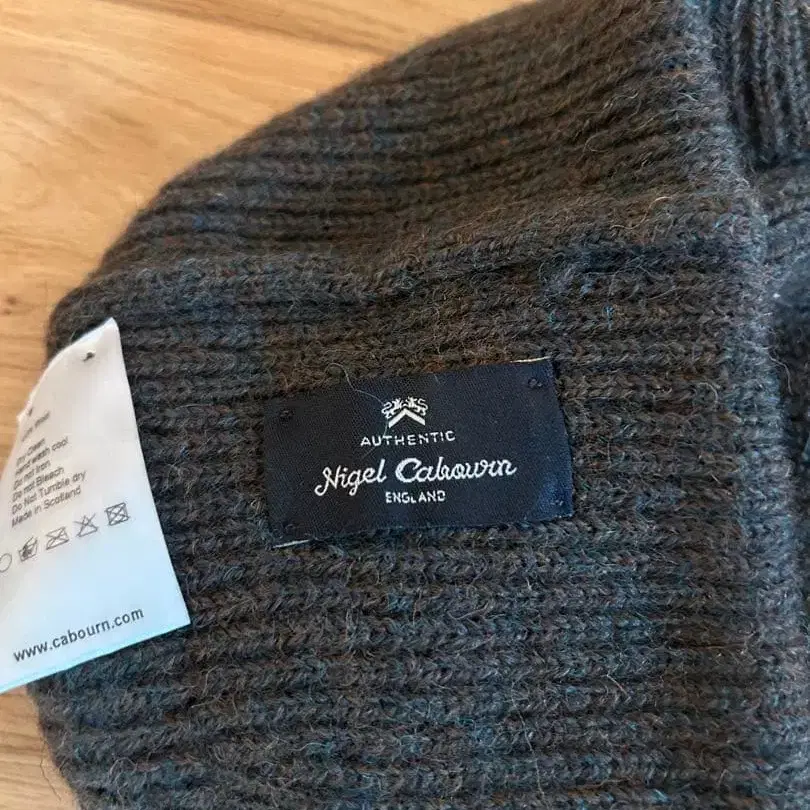 AUTHENTIC
Nigel Cabourn
ENGLAND
Wool
Dry Clean
Hand wash cool
Do not Iron
Do not Bleach
Do Not Tumble dry
Made in Scotland
www.cabourn.com